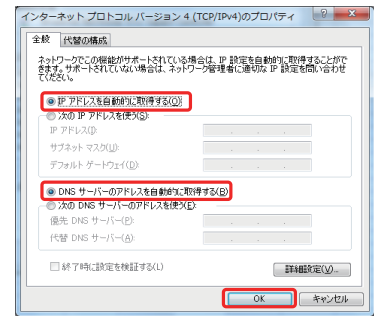 インターネット プロトコル バージョン 4 (TCP/IPv4)のプロパティ
全般 代替の構成
ネットワークでこの機能がサポートされている場合は、IP 設定を自動的に取得することがで
きます。サポートされていない場合は、ネットワーク管理者に適切な IP 設定を問い合わせ
てください。
IP アドレスを自動的に取得する(O)
次の IP アドレスを使う(S):
IP アドレス(I):
サブネット マスク(U):
デフォルト ゲートウェイ(D):
DNS サーバーのアドレスを自動的に取得する(B)
次の DNS サーバーのアドレスを使う(E):
優先 DNS サーバー(P):
代替 DNS サーバー(A):
終了時に設定を検証する(L)
詳細設定(V)...
OK
キャンセル